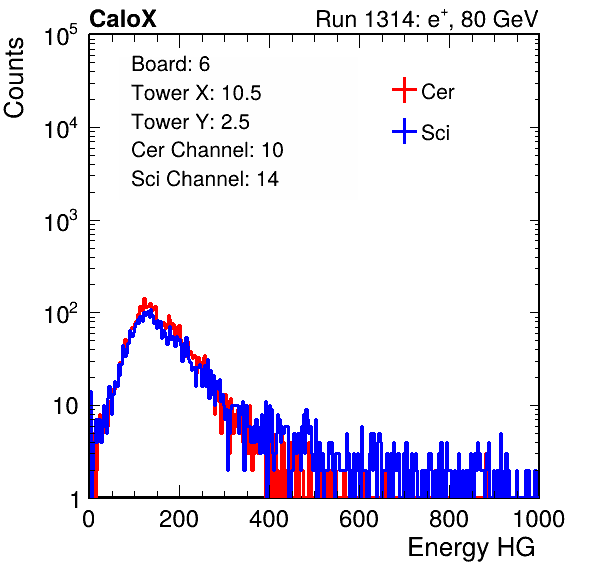 CaloX Run 1314: e⁺, 80 GeV
Counts
Board: 6
Tower X: 10.5
Tower Y: 2.5
Cer Channel: 10
Sci Channel: 14
Cer
Sci
10⁵
10⁴
10³
10²
10
1
0 200 400 600 800 1000
Energy HG